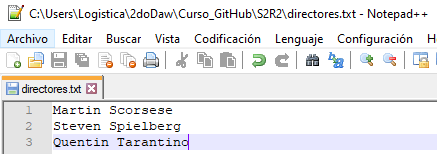 C:\Users\Logistica\2doDaw\Curso_GitHub\S2R2\directores.txt - Notepad++
Archivo Editar Buscar Vista Codificación Lenguaje Configuración H
directores.txt
1 Martin Scorsese
2 Steven Spielberg
3 Quentin Tarantino